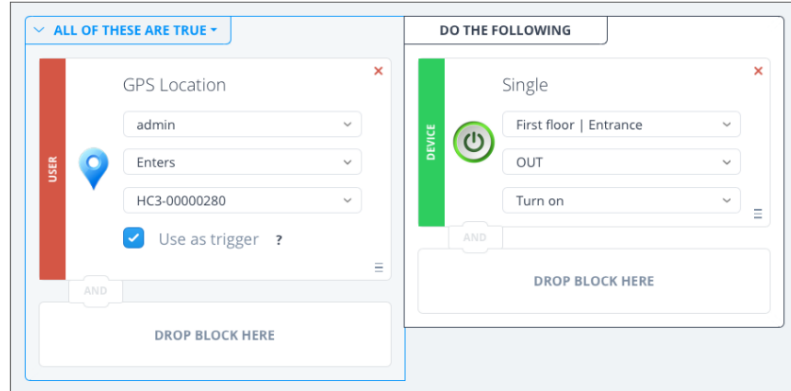 ALL OF THESE ARE TRUE
GPS Location
USER
admin
Enters
HC3-00000280
Use as trigger ?
AND
DROP BLOCK HERE
DO THE FOLLOWING
Single
DEVICE
First floor | Entrance
OUT
Turn on
AND
DROP BLOCK HERE